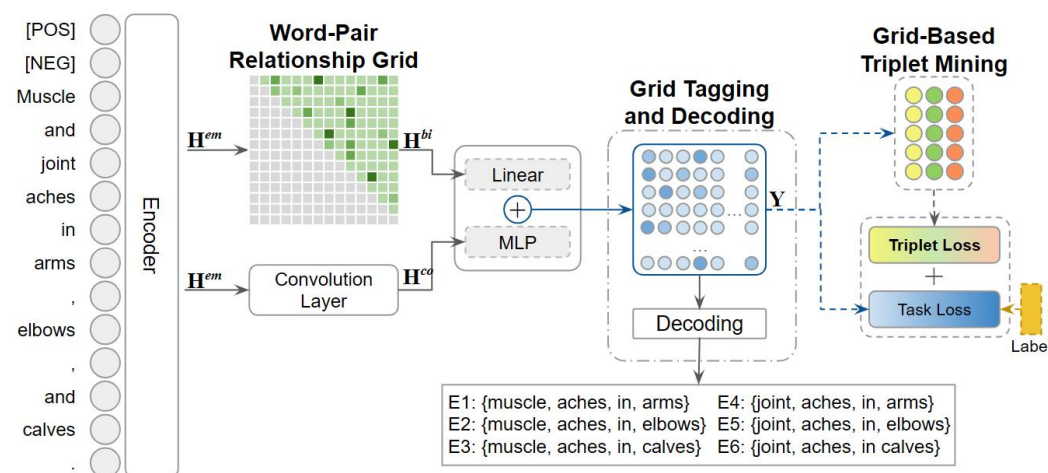 [POS]
[NEG]
Muscle
and
joint
aches
in
arms
,
elbows
,
and
calves
.
Encoder
H^em
H^em
Word-Pair
Relationship Grid
H^bi
Convolution
Layer
H^co
Linear
+
MLP
Grid Tagging
and Decoding
...
...
Y
Decoding
Grid-Based
Triplet Mining
Triplet Loss
+
Task Loss
Labe
E1: {muscle, aches, in, arms} E4: {joint, aches, in, arms}
E2: {muscle, aches, in, elbows} E5: {joint, aches, in, elbows}
E3: {muscle, aches, in, calves} E6: {joint, aches, in calves}